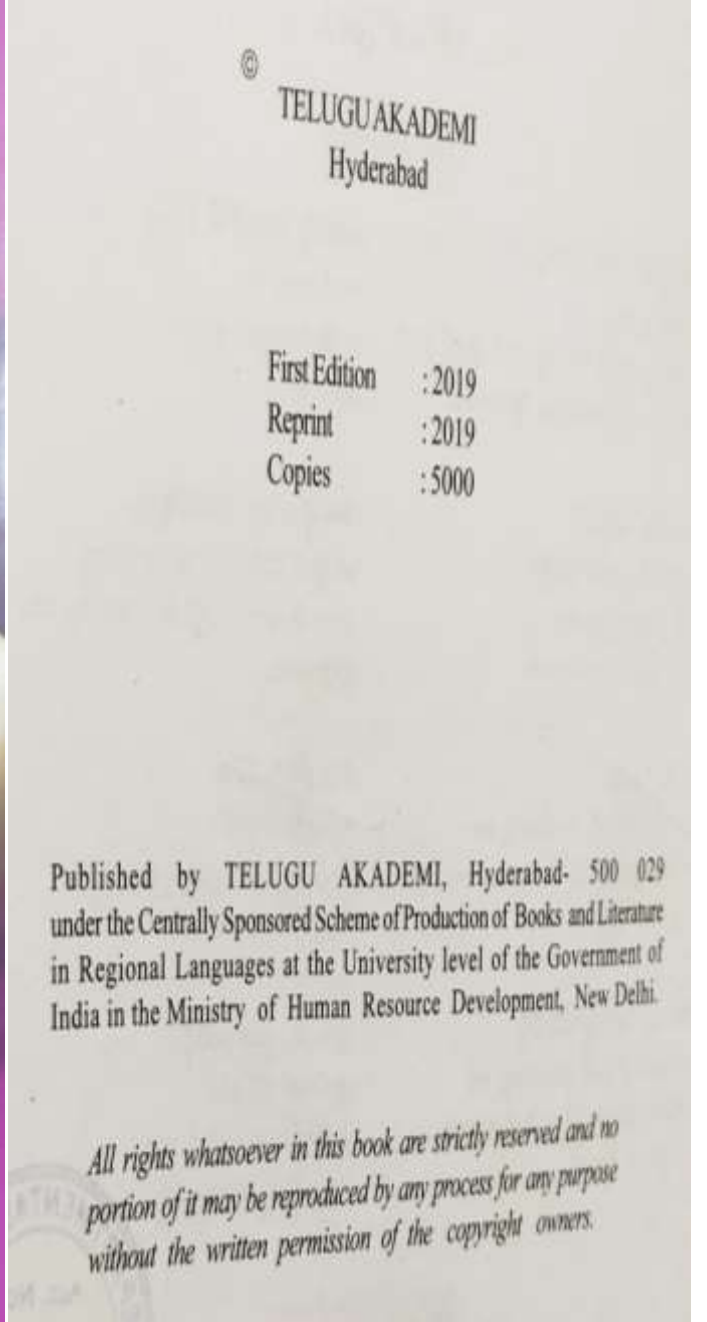 ©
TELUGU AKADEMI
Hyderabad
First Edition : 2019
Reprint : 2019
Copies : 5000
Published by TELUGU AKADEMI, Hyderabad- 500 029
under the Centrally Sponsored Scheme of Production of Books and Literature
in Regional Languages at the University level of the Government of
India in the Ministry of Human Resource Development, New Delhi.
All rights whatsoever in this book are strictly reserved and no
portion of it may be reproduced by any process for any purpose
without the written permission of the copyright owners.